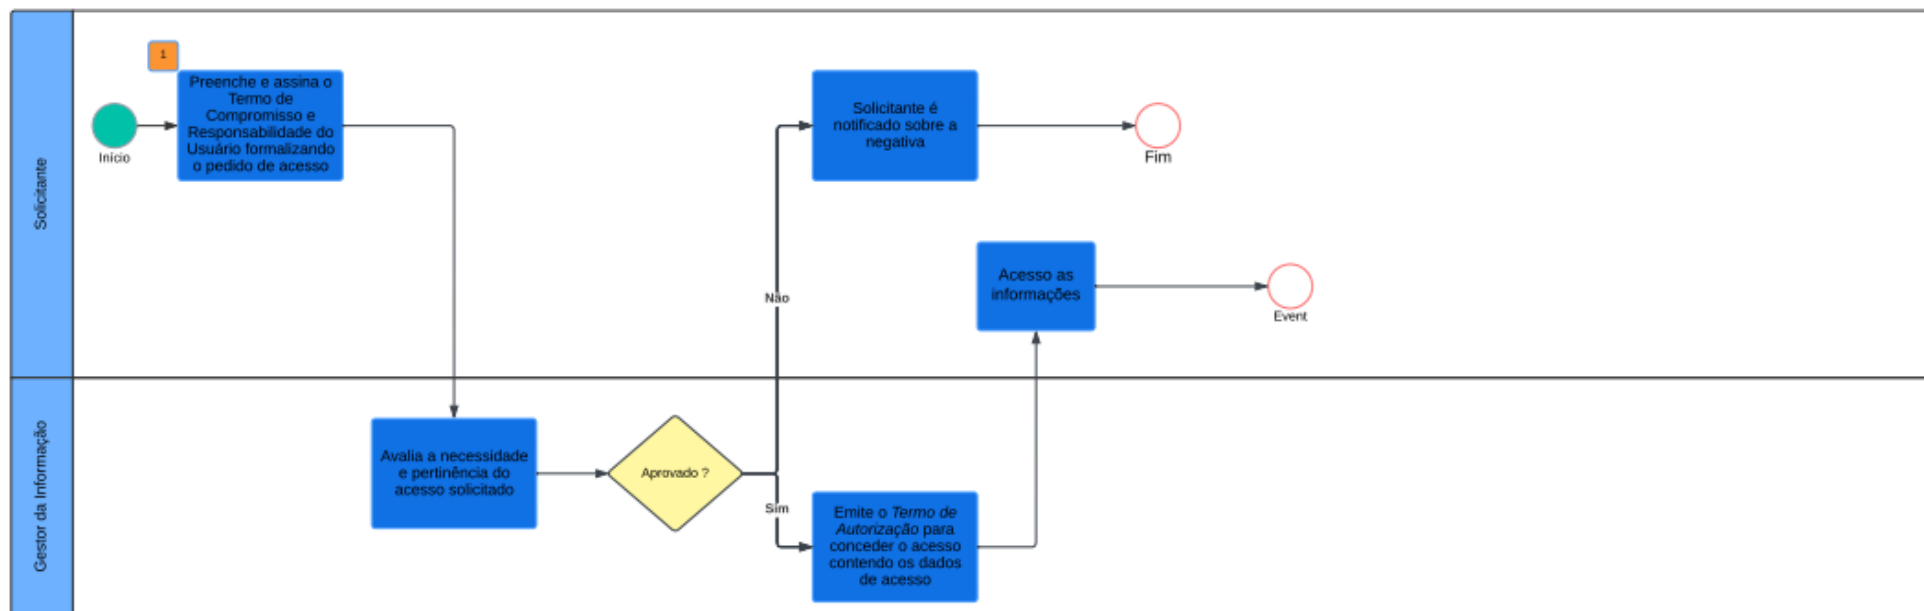 Solicitante
1
Início
Preenche e assina o
Termo de
Compromisso e
Responsabilidade do
Usuário formalizando
o pedido de acesso
Solicitante é
notificado sobre a
negativa
Fim
Não
Acesso as
informações
Event
Gestor da Informação
Avalia a necessidade
e pertinência do
acesso solicitado
Aprovado ?
Sim
Emite o Termo de
Autorização para
conceder o acesso
contendo os dados
de acesso